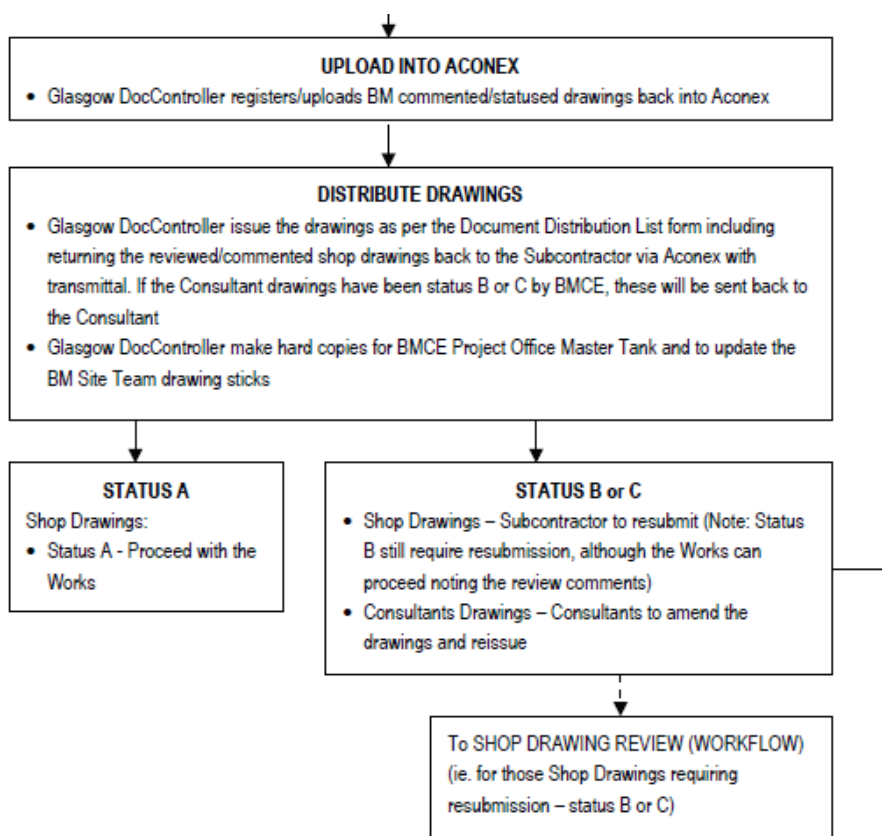 UPLOAD INTO ACONEX
• Glasgow DocController registers/uploads BM commented/statused drawings back into Aconex
DISTRIBUTE DRAWINGS
• Glasgow DocController issue the drawings as per the Document Distribution List form including
returning the reviewed/commented shop drawings back to the Subcontractor via Aconex with
transmittal. If the Consultant drawings have been status B or C by BMCE, these will be sent back to
the Consultant
• Glasgow DocController make hard copies for BMCE Project Office Master Tank and to update the
BM Site Team drawing sticks
STATUS A
Shop Drawings:
• Status A - Proceed with the
Works
STATUS B or C
• Shop Drawings – Subcontractor to resubmit (Note: Status
B still require resubmission, although the Works can
proceed noting the review comments)
• Consultants Drawings – Consultants to amend the
drawings and reissue
To SHOP DRAWING REVIEW (WORKFLOW)
(ie. for those Shop Drawings requiring
resubmission – status B or C)